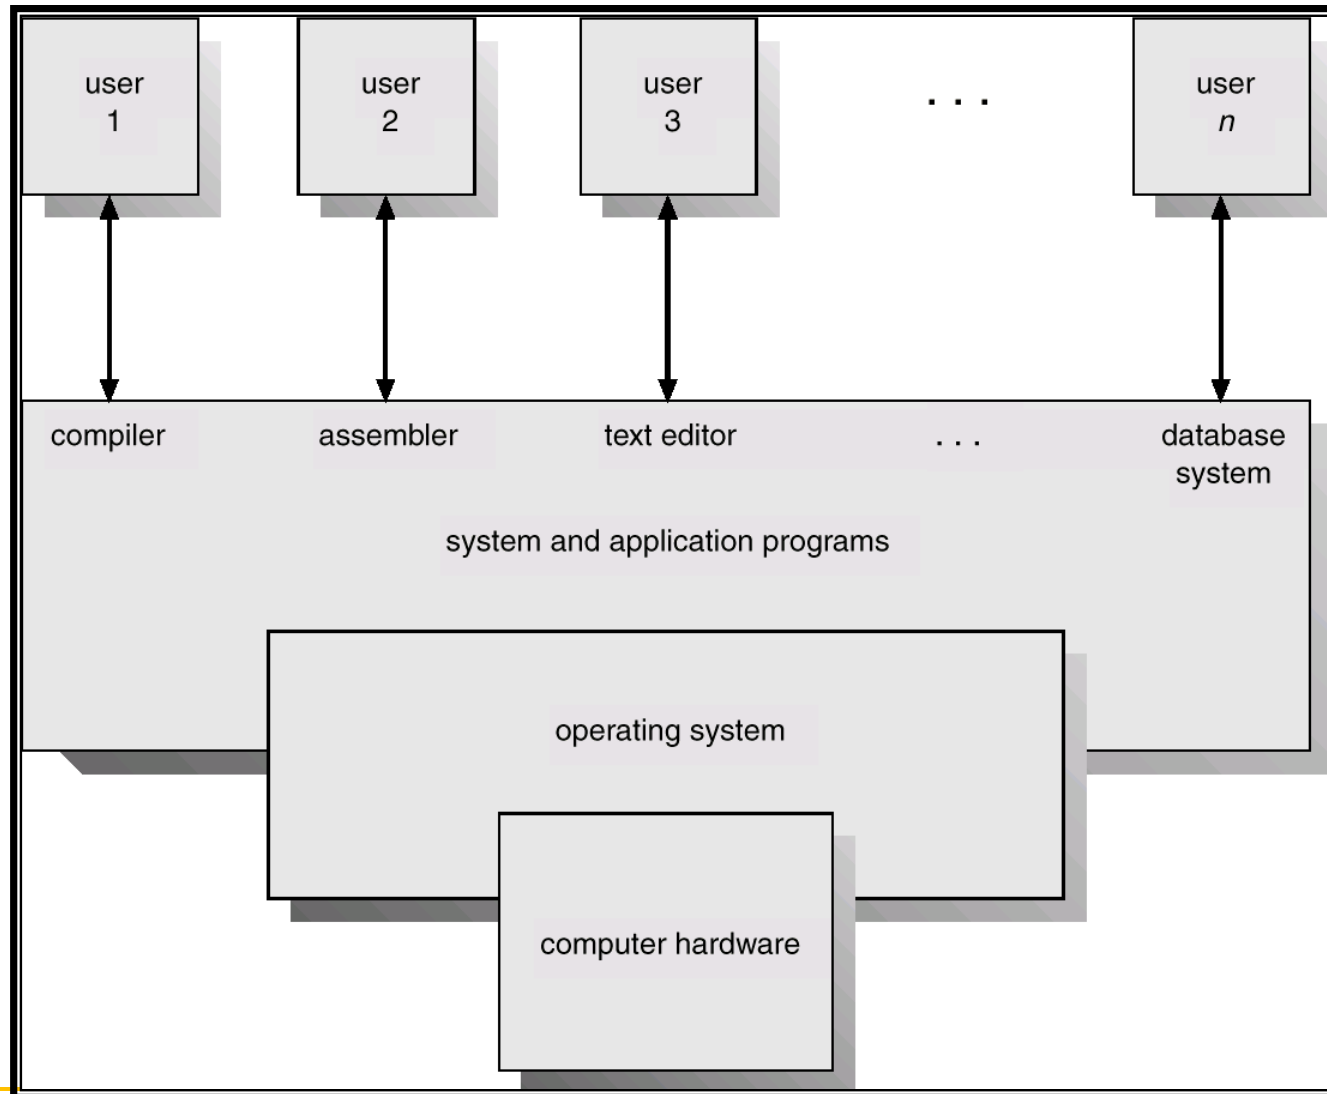 user
1
user
2
user
3
. . .
user
n
compiler
assembler
text editor
. . .
database
system
system and application programs
operating system
computer hardware